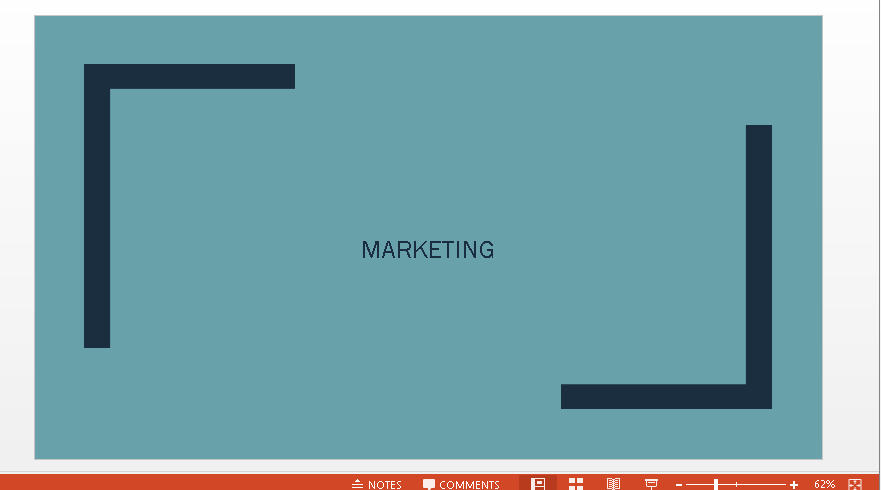 MARKETING
NOTES
COMMENTS
62%